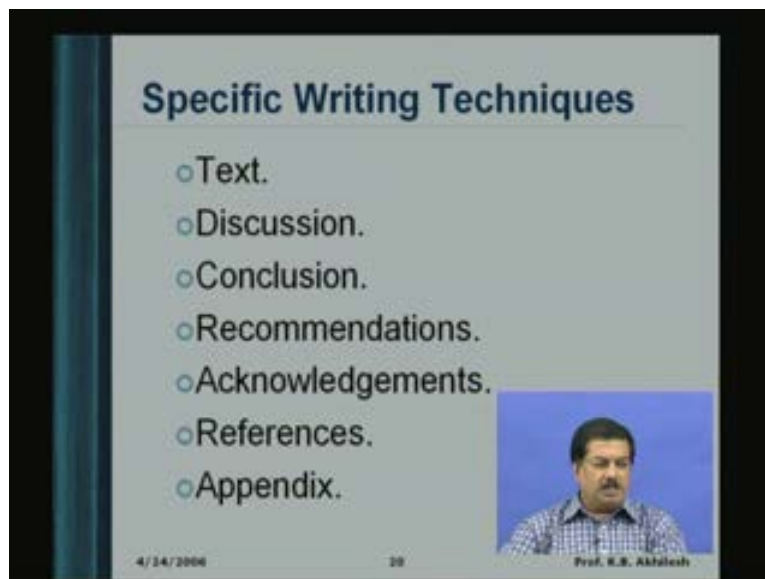 Specific Writing Techniques
Text.
Discussion.
Conclusion.
Recommendations.
Acknowledgements.
References.
Appendix.
4/24/2006 20 Prof. K.B. Akhilesh